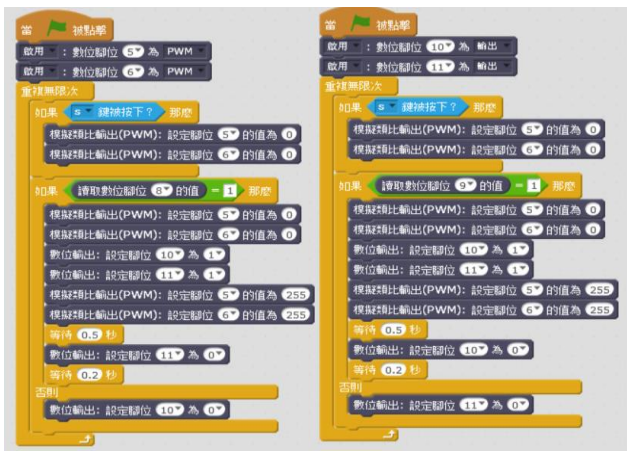 當 被點擊
啟用 : 數位腳位 5 為 PWM
啟用 : 數位腳位 6 為 PWM
重複無限次
如果 s 鍵被按下? 那麼
模擬類比輸出(PWM): 設定腳位 5 的值為 0
模擬類比輸出(PWM): 設定腳位 6 的值為 0
如果 讀取數位腳位 8 的值 = 1 那麼
模擬類比輸出(PWM): 設定腳位 5 的值為 0
模擬類比輸出(PWM): 設定腳位 6 的值為 0
數位輸出: 設定腳位 10 為 1
數位輸出: 設定腳位 11 為 1
模擬類比輸出(PWM): 設定腳位 5 的值為 255
模擬類比輸出(PWM): 設定腳位 6 的值為 255
等待 0.5 秒
數位輸出: 設定腳位 11 為 0
等待 0.2 秒
否則
數位輸出: 設定腳位 10 為 0
當 被點擊
啟用 : 數位腳位 10 為 輸出
啟用 : 數位腳位 11 為 輸出
重複無限次
如果 s 鍵被按下? 那麼
模擬類比輸出(PWM): 設定腳位 5 的值為 0
模擬類比輸出(PWM): 設定腳位 6 的值為 0
如果 讀取數位腳位 9 的值 = 1 那麼
模擬類比輸出(PWM): 設定腳位 5 的值為 0
模擬類比輸出(PWM): 設定腳位 6 的值為 0
數位輸出: 設定腳位 10 為 1
數位輸出: 設定腳位 11 為 1
模擬類比輸出(PWM): 設定腳位 5 的值為 255
模擬類比輸出(PWM): 設定腳位 6 的值為 255
等待 0.5 秒
數位輸出: 設定腳位 10 為 0
等待 0.2 秒
否則
數位輸出: 設定腳位 11 為 0